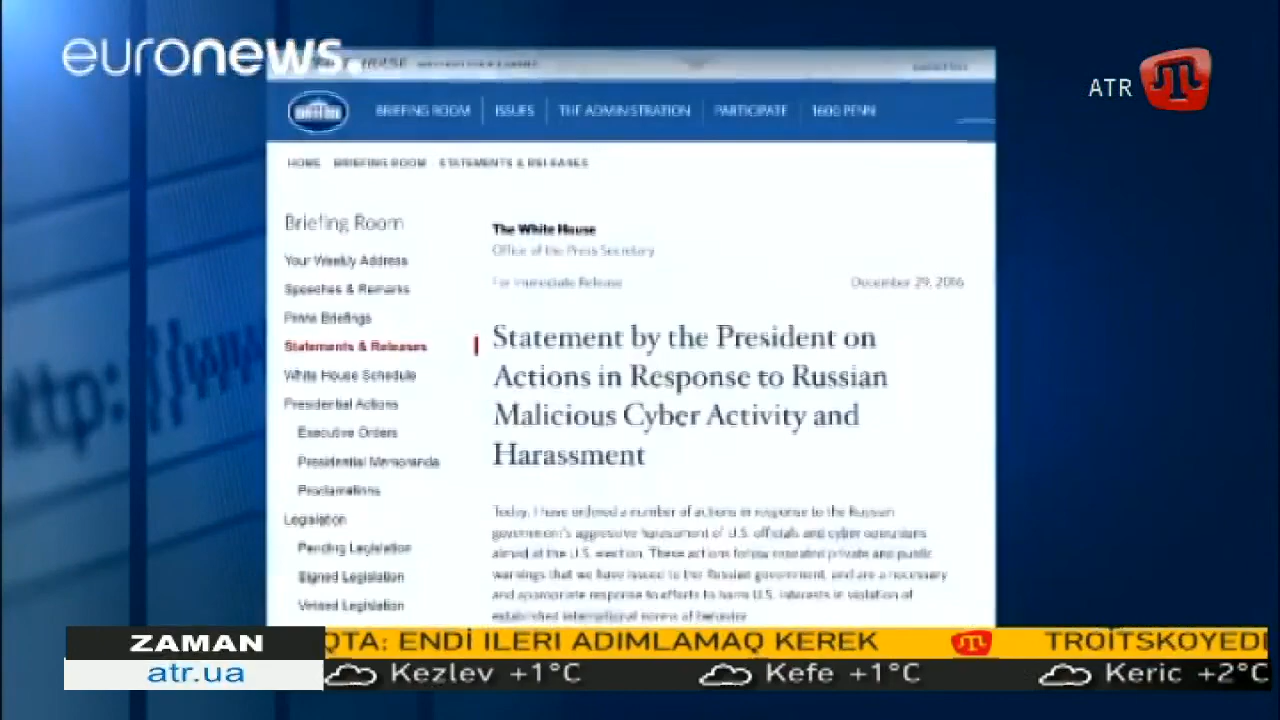 euronews.
ATR
BRIEFING ROOM ISSUES THE ADMINISTRATION PARTICIPATE 1600 PENN
HOME BRIEFING ROOM STATEMENTS & RELEASES
Briefing Room
Your Weekly Address
Speeches & Remarks
Press Briefings
Statements & Releases
White House Schedule
Presidential Actions
Executive Orders
Presidential Memoranda
Proclamations
Legislation
Pending Legislation
Signed Legislation
Vetoed Legislation
The White House
Office of the Press Secretary
For Immediate Release
December 29, 2016
Statement by the President on
Actions in Response to Russian
Malicious Cyber Activity and
Harassment
Today, I have ordered a number of actions in response to the Russian
government's aggressive harassment of U.S. officials and cyber operations
aimed at the U.S. election. These actions follow repeated private and public
warnings that we have issued to the Russian government, and are a necessary
and appropriate response to efforts to harm U.S. interests in violation of
established international norms of behavior
http://www
ZAMAN
atr.ua
QTA: ENDİ İLERİ ADIMLAMAQ KEREK
TROİTSKOYEDE
Kezlev +1°C Kefe +1°C Keric +2°C